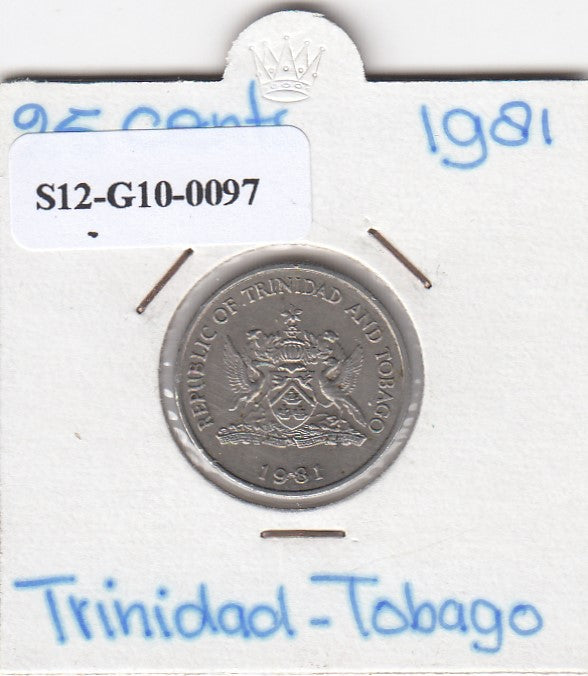 25 cents 1981
S12-G10-0097
REPUBLIC OF TRINIDAD AND TOBAGO
1981
Trinidad-Tobago